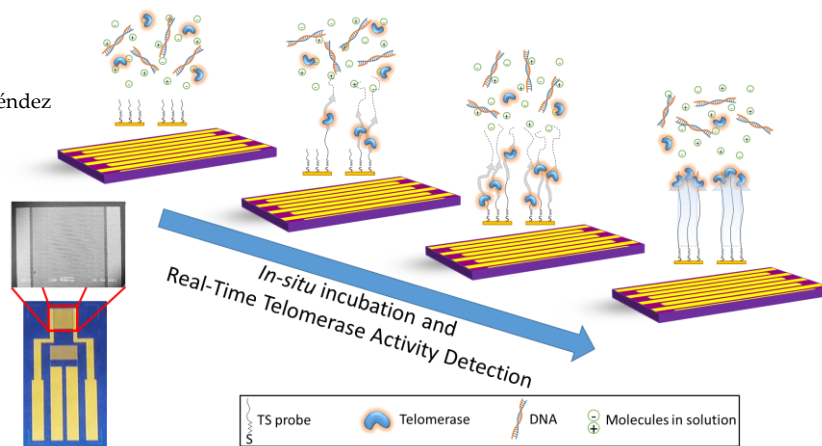 éndez
In-situ incubation and
Real-Time Telomerase Activity Detection
TS probe
Telomerase
DNA
Molecules in solution
S